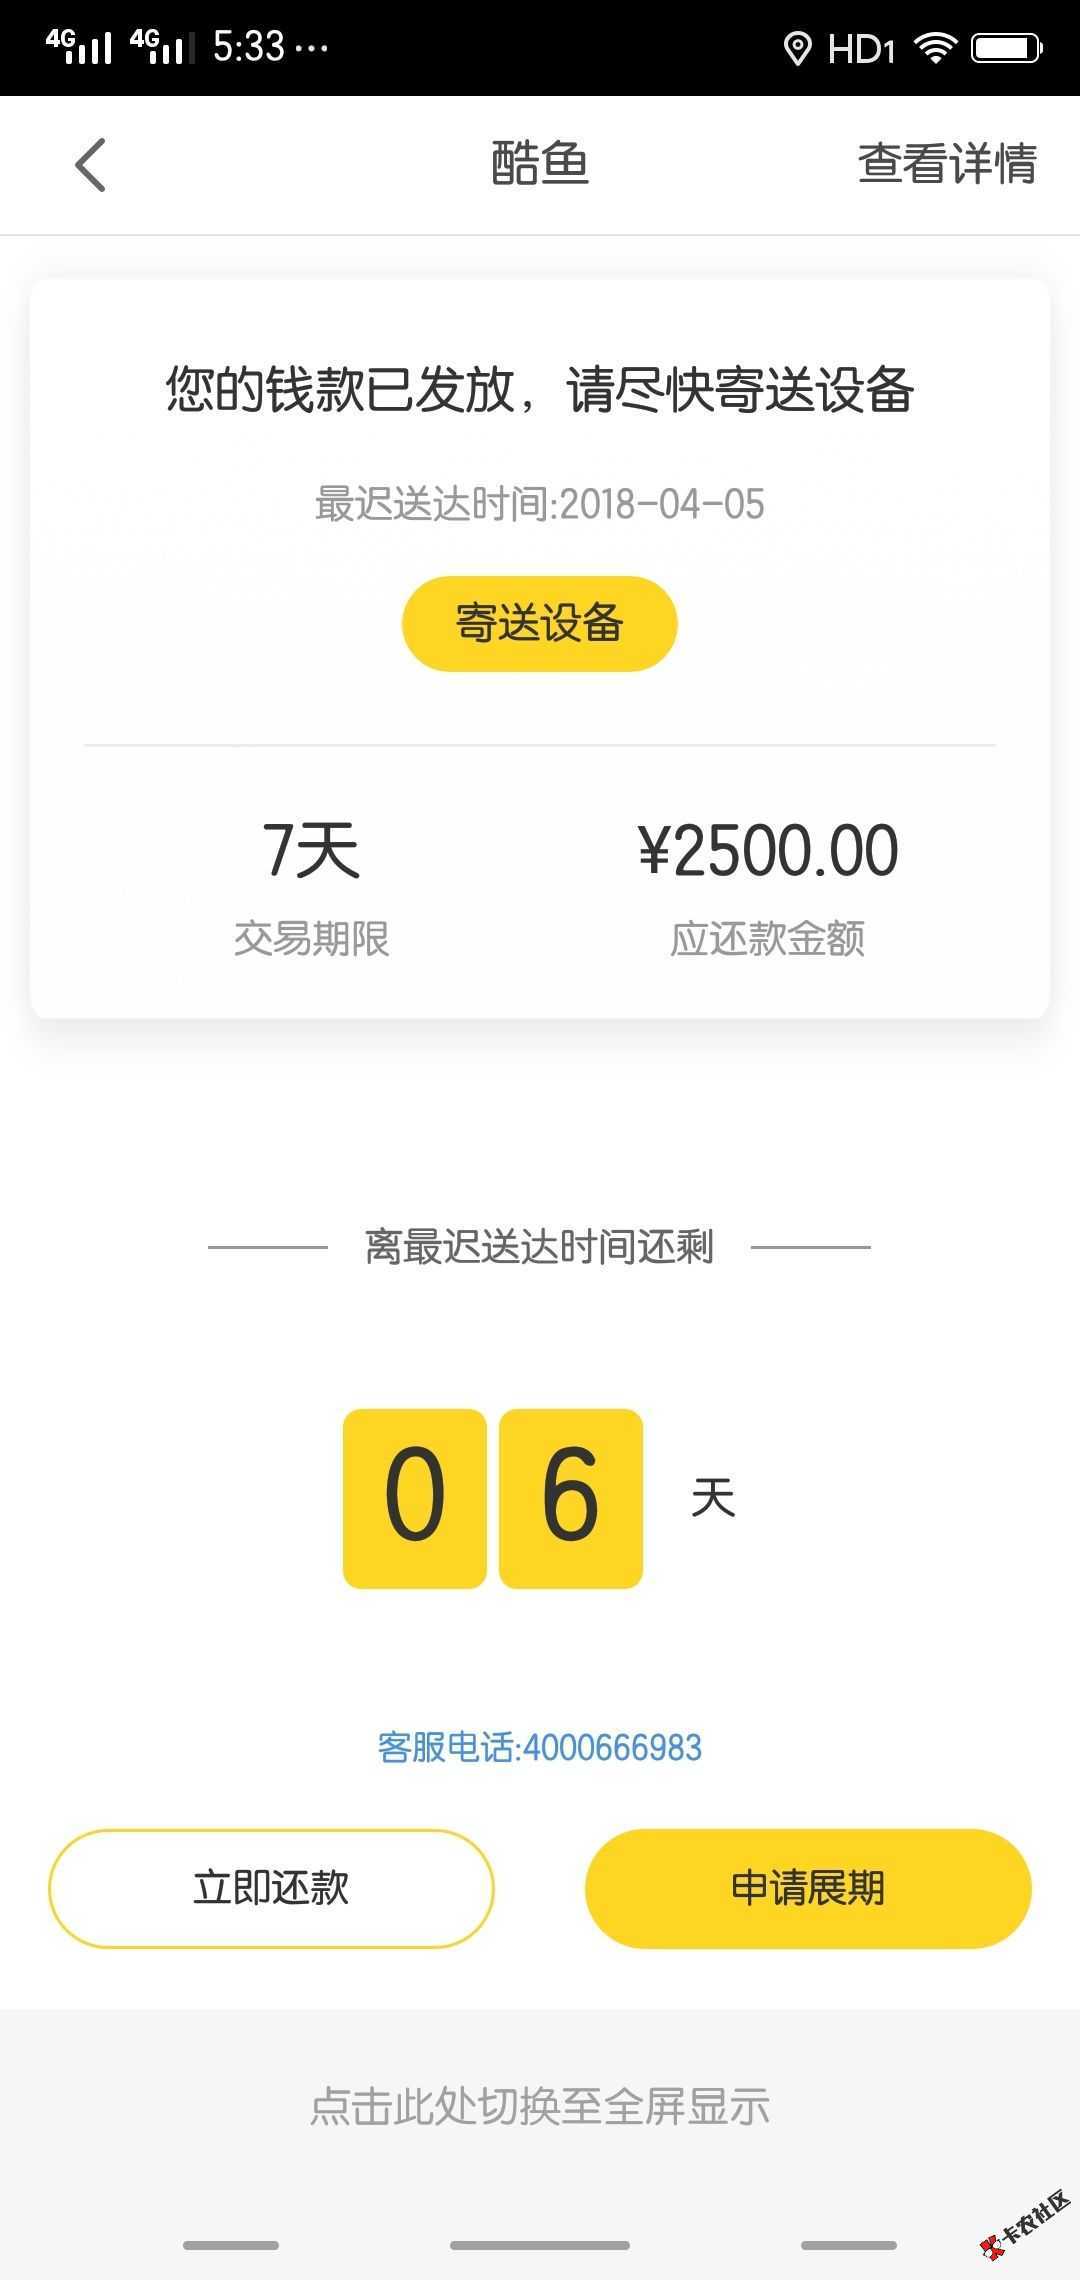 4G 4G 5:33 ... HD1
酷鱼 查看详情
您的钱款已发放，请尽快寄送设备
最迟送达时间:2018-04-05
寄送设备
7天 ¥2500.00
交易期限 应还款金额
离最迟送达时间还剩
0 6 天
客服电话:4000666983
立即还款 申请展期
点击此处切换至全屏显示
卡农社区